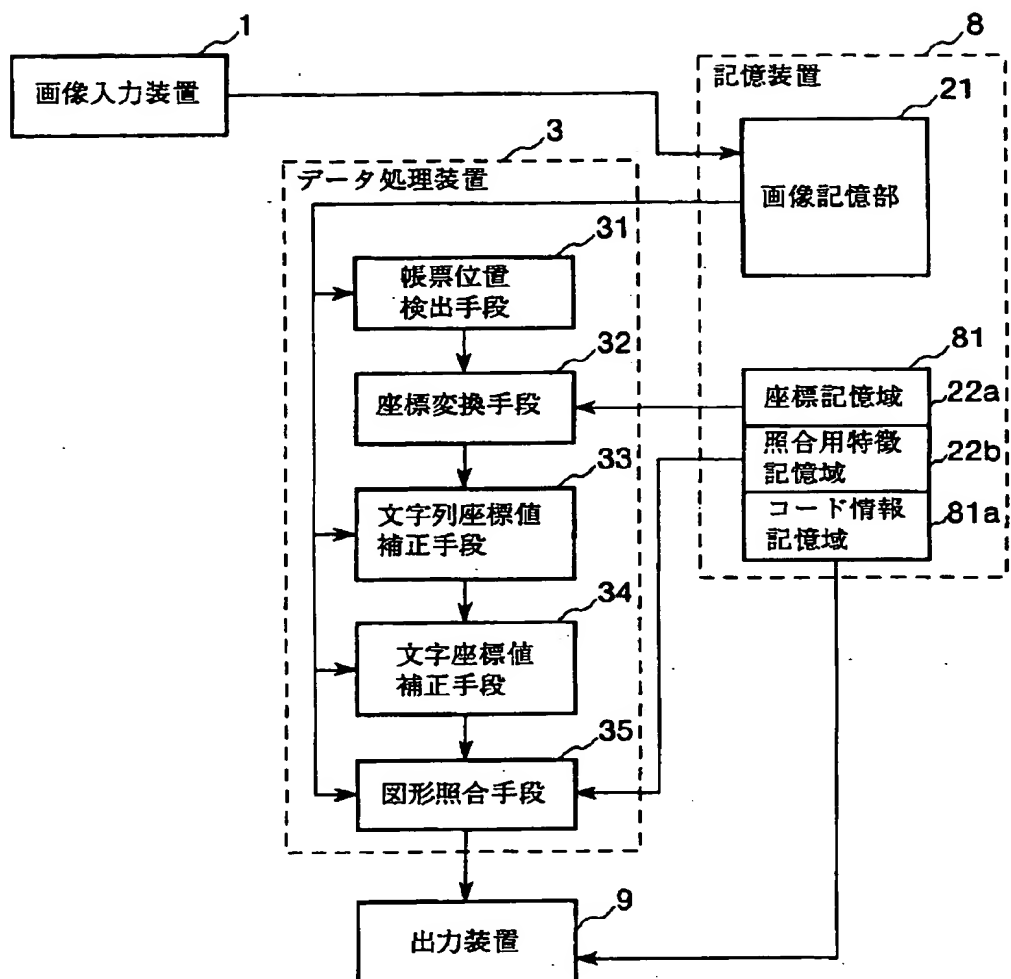 1
画像入力装置
8
記憶装置
21
画像記憶部
3
データ処理装置
31
帳票位置
検出手段
32
座標変換手段
81
座標記憶域
22a
照合用特徴
記憶域
22b
コード情報
記憶域
81a
33
文字列座標値
補正手段
34
文字座標値
補正手段
35
図形照合手段
9
出力装置